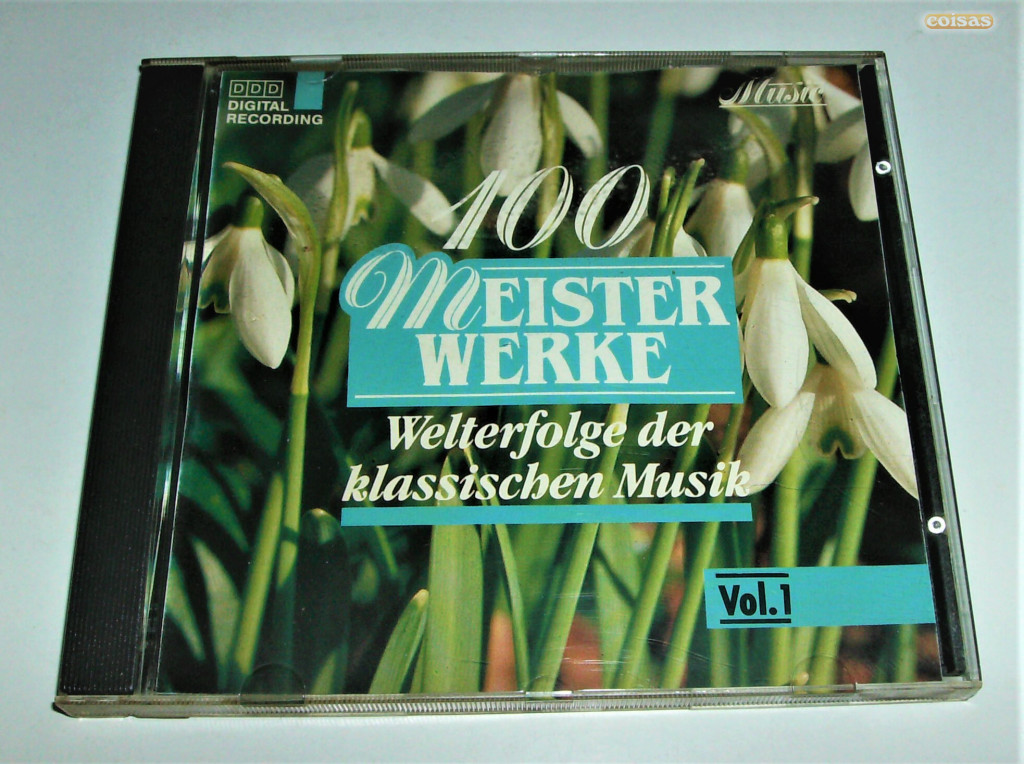 coisas
DDD
DIGITAL
RECORDING
Music
100
MEISTER
WERKE
Welterfolge der
klassischen Musik
Vol.1